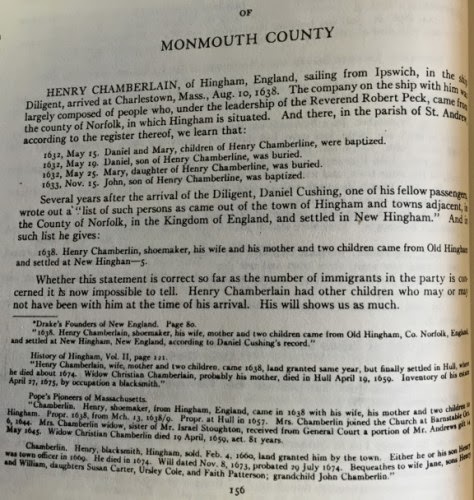 OF
MONMOUTH COUNTY
HENRY CHAMBERLAIN, of Hingham, England, sailing from Ipswich, in the
Diligent, arrived at Charlestown, Mass., Aug. 10, 1638. The company on the ship with him was
largely composed of people who, under the leadership of the Reverend Robert Peck, came from
the county of Norfolk, in which Hingham is situated. And there, in the parish of St. Andrew
according to the register thereof, we learn that:
1632, May 15. Daniel and Mary, children of Henry Chamberline, were baptized.
1632, May 19. Daniel, son of Henry Chamberline, was buried.
1632, May 25. Mary, daughter of Henry Chamberline, was buried.
1633, Nov. 15. John, son of Henry Chamberline, was baptized.
Several years after the arrival of the Diligent, Daniel Cushing, one of his fellow passengers
wrote out a "list of such persons as came out of the town of Hingham and towns adjacent, in
the County of Norfolk, in the Kingdom of England, and settled in New Hingham." And in
such list he gives:
1638. Henry Chamberlin, shoemaker, his wife and his mother and two children came from Old Hingham
and settled at New Hinghan—5.
Whether this statement is correct so far as the number of immigrants in the party is con-
cerned it is now impossible to tell. Henry Chamberlin had other children who may or may
not have been with him at the time of his arrival. His will shows us as much.
"Drake's Founders of New England. Page 80.
"1638. Henry Chamberlin, shoemaker, his wife, mother and two children came from Old Hingham, Co. Norfolk, England,
and settled at New Hingham, New England, according to Daniel Cushing's record."
History of Hingham, Vol. II, page 121.
"Henry Chamberlin, wife, mother and two children. came 1638, land granted same year, but finally settled in Hull, where
he died about 1674. Widow Christian Chamberlain, probably his mother, died in Hull April 19, 1659. Inventory of his estate
April 27, 1675, by occupation a blacksmith."
Pope's Pioneers of Massachusetts.
"Chamberlin. Henry, shoemaker, from Hingham, England, came in 1638 with his wife, his mother and two children to
Hingham. Propr. 1638, from Mch. 13, 1638/9. Propr. at Hull in 1657. Mrs. Chamberlin joined the Church at Barnstable
6, 1644. Mrs Chamberlin widow, sister of Mr. Israel Stoughton, received from General Court a portion of Mr. Andrews gift
May 1645. Widow Christian Chamberlin died 19 April, 1659, aet. 81 years.
Chamberlin. Henry, blacksmith, Hingham, sold, Feb. 4, 1660, land granted him by the town. Either he or his son Henry
was town officer in 1669. He died in 1674. Will dated Nov. 8, 1673, probated 29 July 1674. Bequeathes to wife Jane, sons Henry
and William, daughters Susan Carter, Ursley Cole, and Faith Patterson; grandchild John Chamberlin."
156